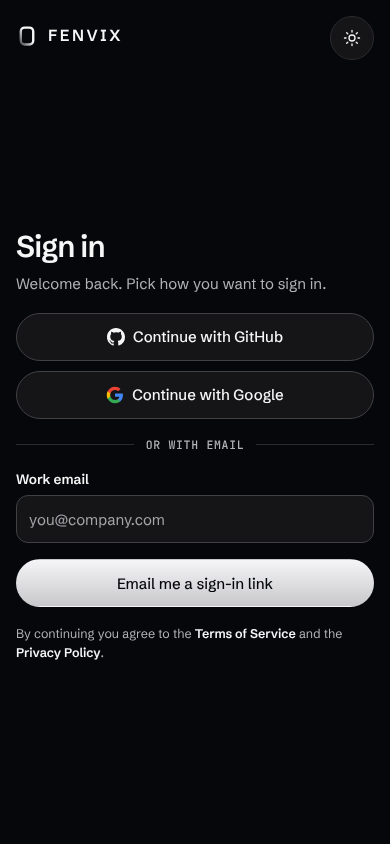 FENVIX
Sign in
Welcome back. Pick how you want to sign in.
Continue with GitHub
Continue with Google
OR WITH EMAIL
Work email
you@company.com
Email me a sign-in link
By continuing you agree to the Terms of Service and the
Privacy Policy.